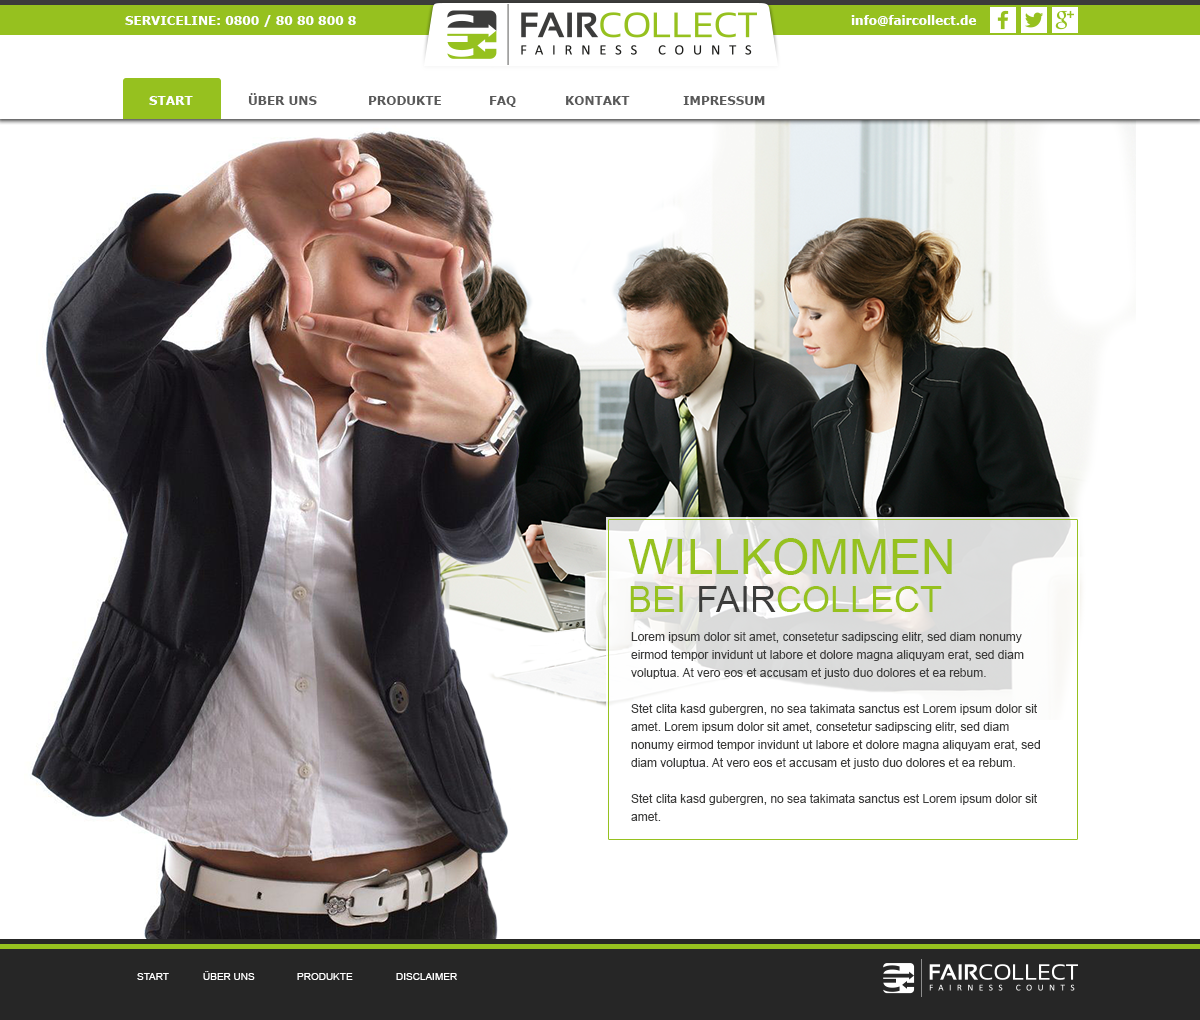 SERVICELINE: 0800 / 80 80 800 8
FAIRCOLLECT
FAIRNESS COUNTS
info@faircollect.de
START
ÜBER UNS
PRODUKTE
FAQ
KONTAKT
IMPRESSUM
WILLKOMMEN
BEI FAIRCOLLECT
Lorem ipsum dolor sit amet, consetetur sadipscing elitr, sed diam nonumy
eirmod tempor invidunt ut labore et dolore magna aliquyam erat, sed diam
voluptua. At vero eos et accusam et justo duo dolores et ea rebum.
Stet clita kasd gubergren, no sea takimata sanctus est Lorem ipsum dolor sit
amet. Lorem ipsum dolor sit amet, consetetur sadipscing elitr, sed diam
nonumy eirmod tempor invidunt ut labore et dolore magna aliquyam erat, sed
diam voluptua. At vero eos et accusam et justo duo dolores et ea rebum.
Stet clita kasd gubergren, no sea takimata sanctus est Lorem ipsum dolor sit
amet.
START
ÜBER UNS
PRODUKTE
DISCLAIMER
FAIRCOLLECT
FAIRNESS COUNTS